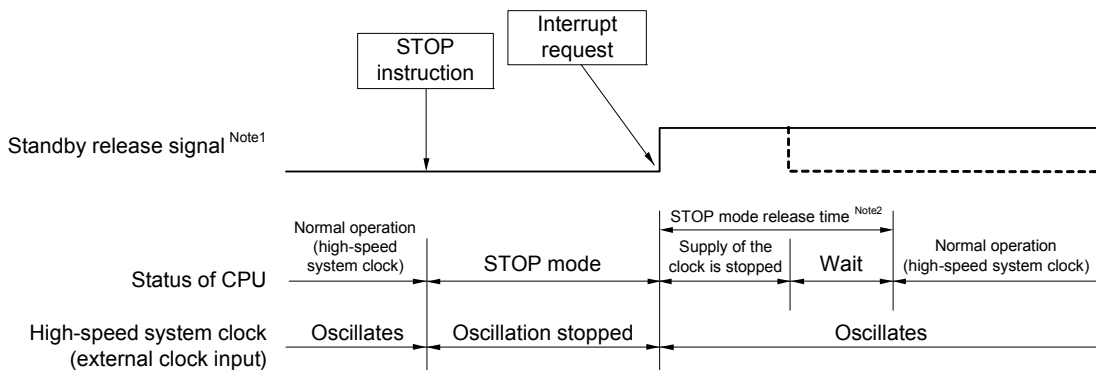 STOP
instruction
Interrupt
request
Standby release signal Note1
STOP mode release time Note2
Normal operation
(high-speed
system clock)
Status of CPU
STOP mode
Supply of the
clock is stopped
Wait
Normal operation
(high-speed system clock)
High-speed system clock
(external clock input)
Oscillates
Oscillation stopped
Oscillates